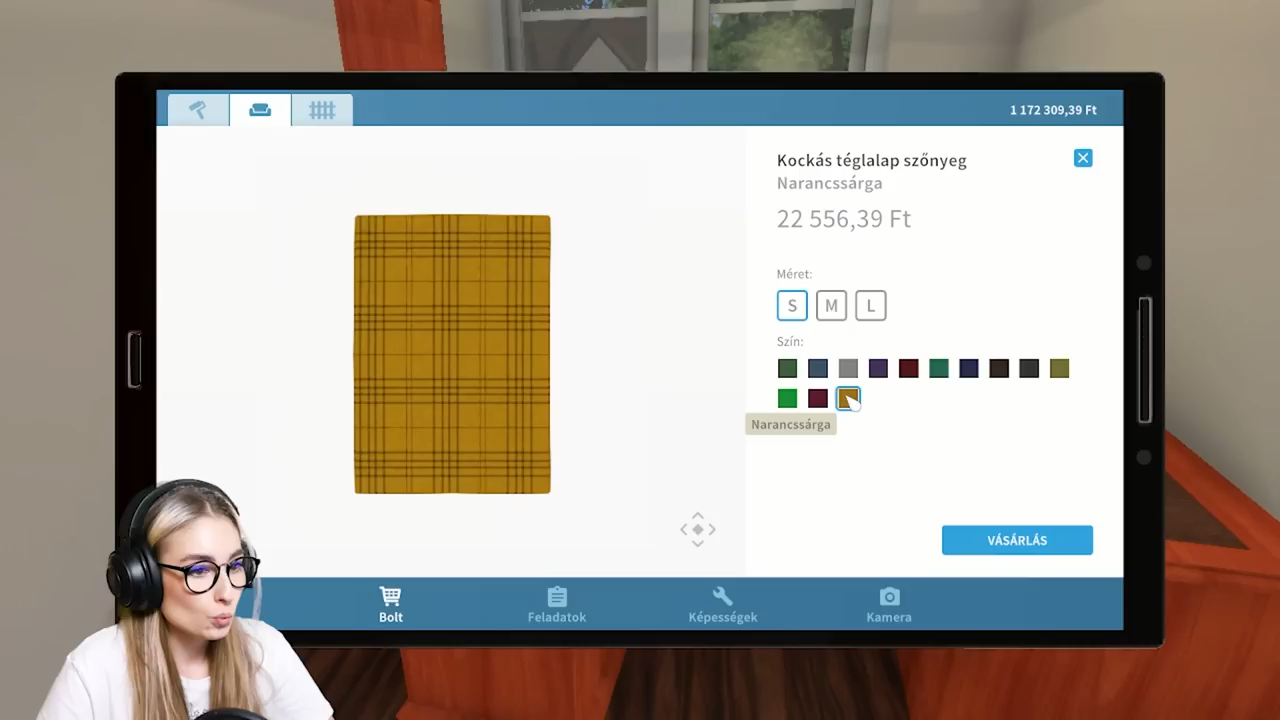 1 172 309,39 Ft
Kockás téglalap szőnyeg
Narancssárga
22 556,39 Ft
Méret:
S M L
Szín:
Narancssárga
VÁSÁRLÁS
Bolt Feladatok Képességek Kamera